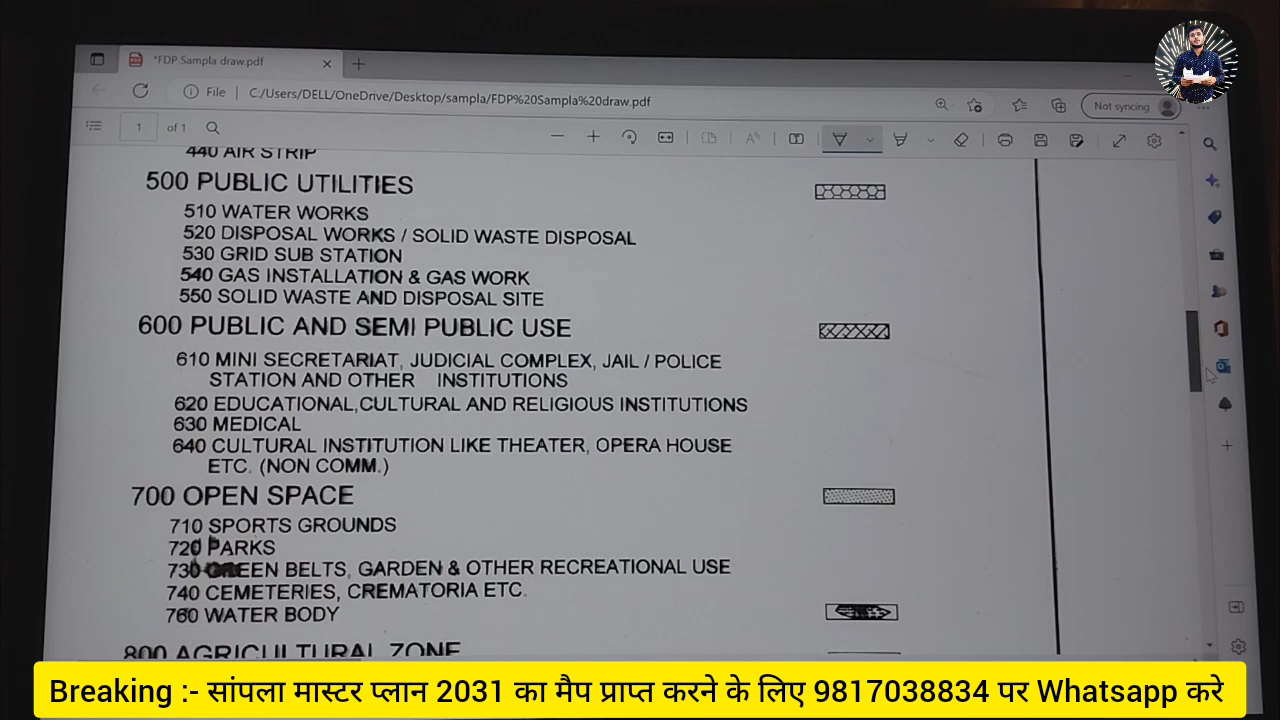 *FDP Sampla draw.pdf
File
C:/Users/DELL/OneDrive/Desktop/sampla/FDP%20Sampla%20draw.pdf
Not syncing
1 of 1
440 AIR STRIP
500 PUBLIC UTILITIES
510 WATER WORKS
520 DISPOSAL WORKS / SOLID WASTE DISPOSAL
530 GRID SUB STATION
540 GAS INSTALLATION & GAS WORK
550 SOLID WASTE AND DISPOSAL SITE
600 PUBLIC AND SEMI PUBLIC USE
610 MINI SECRETARIAT, JUDICIAL COMPLEX, JAIL / POLICE
STATION AND OTHER INSTITUTIONS
620 EDUCATIONAL,CULTURAL AND RELIGIOUS INSTITUTIONS
630 MEDICAL
640 CULTURAL INSTITUTION LIKE THEATER, OPERA HOUSE
ETC. (NON COMM.)
700 OPEN SPACE
710 SPORTS GROUNDS
720 PARKS
730 GREEN BELTS, GARDEN & OTHER RECREATIONAL USE
740 CEMETERIES, CREMATORIA ETC.
760 WATER BODY
800 AGRICULTURAL ZONE
Breaking :- सांपला मास्टर प्लान 2031 का मैप प्राप्त करने के लिए 9817038834 पर Whatsapp करे